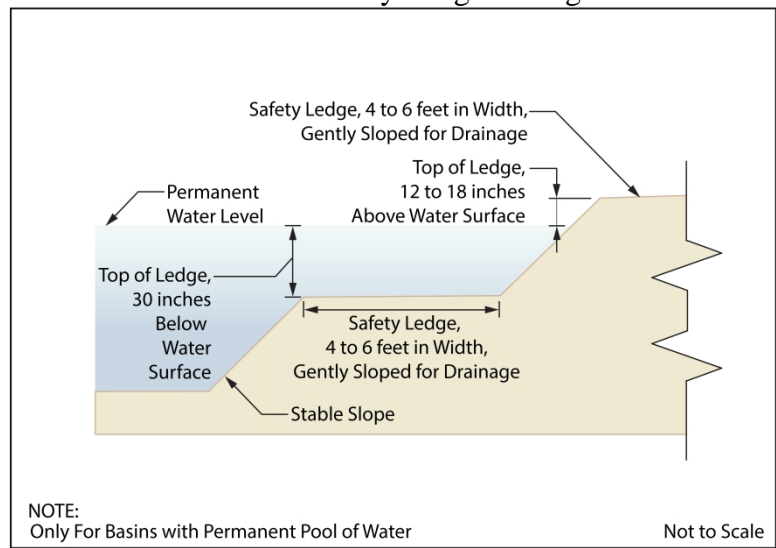 Safety Ledge, 4 to 6 feet in Width,
Gently Sloped for Drainage
Top of Ledge,
12 to 18 inches
Above Water Surface
Permanent
Water Level
Top of Ledge,
30 inches
Below
Water
Surface
Safety Ledge,
4 to 6 feet in Width,
Gently Sloped for Drainage
Stable Slope
NOTE:
Only For Basins with Permanent Pool of Water
Not to Scale